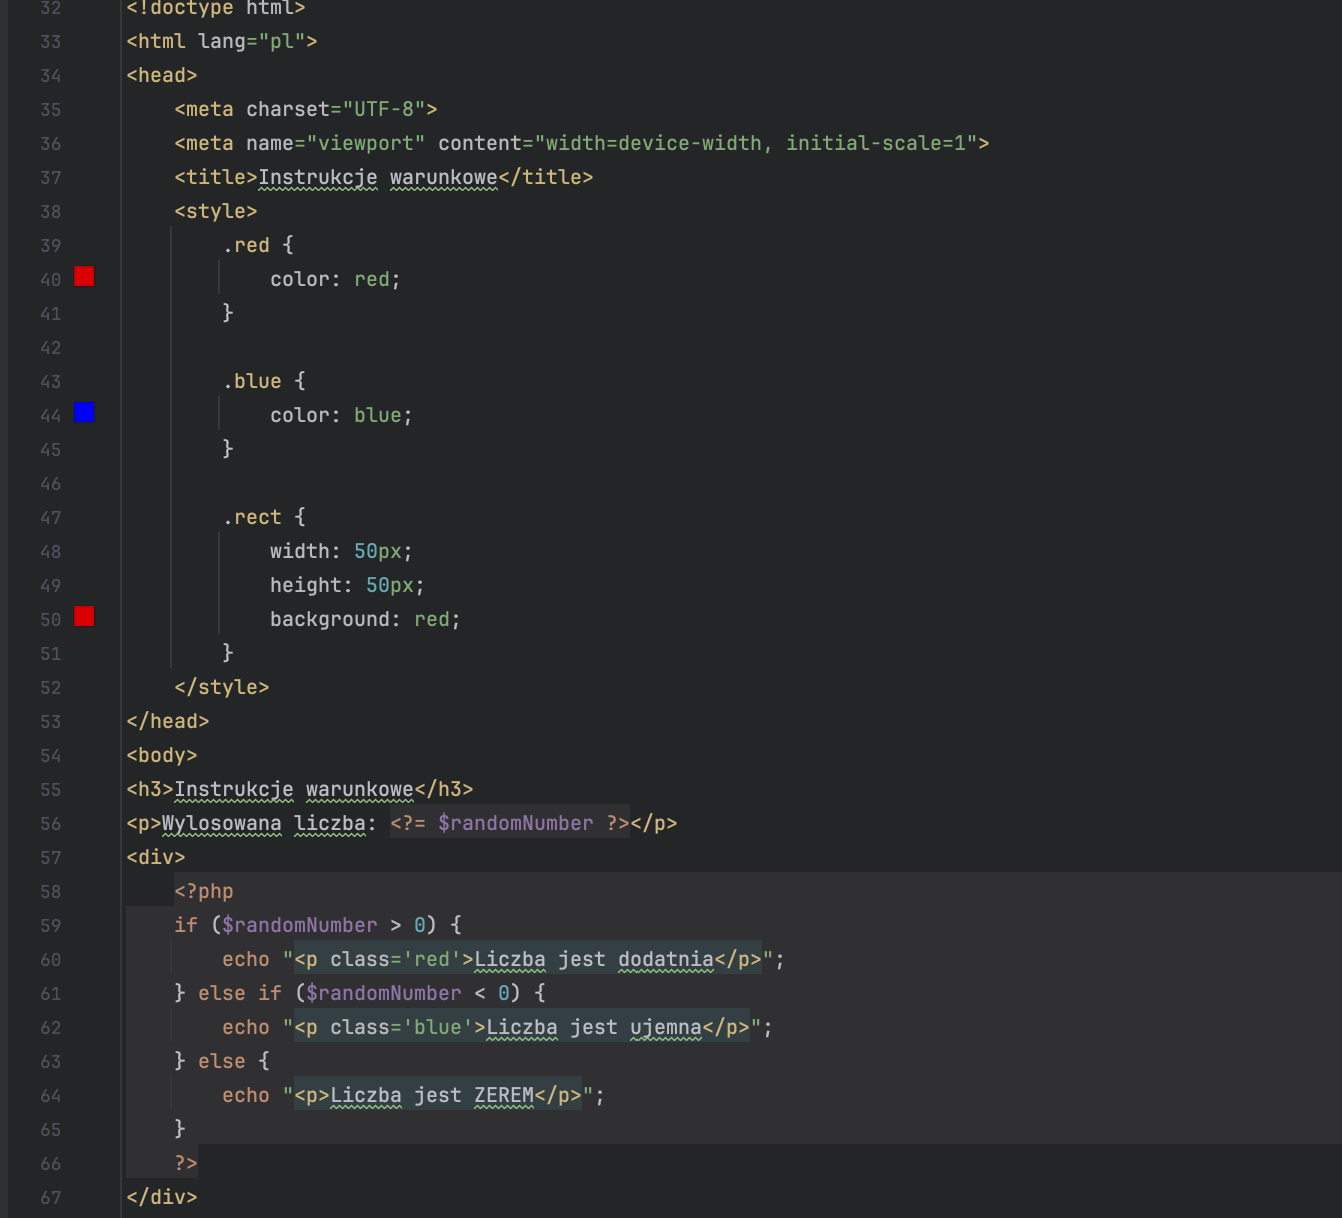 32 <!doctype html>
33 <html lang="pl">
34 <head>
35     <meta charset="UTF-8">
36     <meta name="viewport" content="width=device-width, initial-scale=1">
37     <title>Instrukcje warunkowe</title>
38     <style>
39         .red {
40             color: red;
41         }
42
43         .blue {
44             color: blue;
45         }
46
47         .rect {
48             width: 50px;
49             height: 50px;
50             background: red;
51         }
52     </style>
53 </head>
54 <body>
55 <h3>Instrukcje warunkowe</h3>
56 <p>Wylosowana liczba: <?= $randomNumber ?></p>
57 <div>
58     <?php
59     if ($randomNumber > 0) {
60         echo "<p class='red'>Liczba jest dodatnia</p>";
61     } else if ($randomNumber < 0) {
62         echo "<p class='blue'>Liczba jest ujemna</p>";
63     } else {
64         echo "<p>Liczba jest ZEREM</p>";
65     }
66     ?>
67 </div>